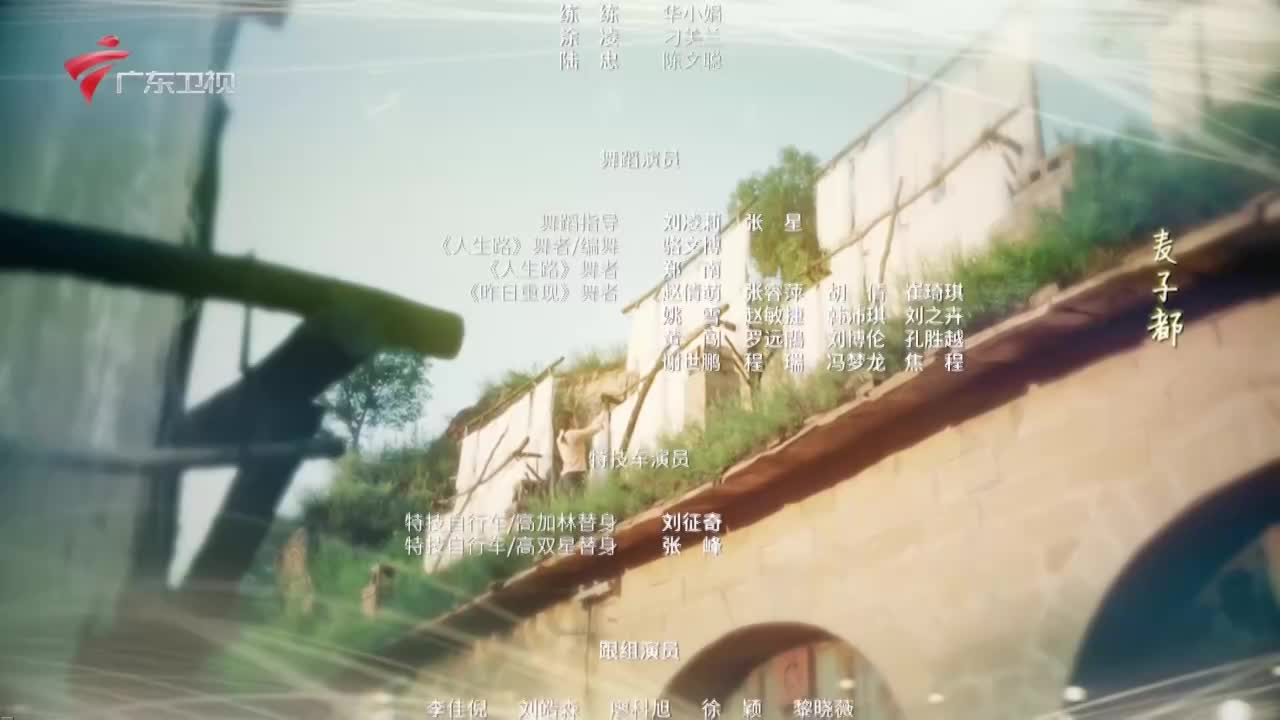 练 练 华小娟
涂 凌 刁美兰
陆 忠 陈文聪
广东卫视
舞蹈演员
舞蹈指导 刘凌莉 张 星
《人生路》舞者/编舞 骆文博
《人生路》舞者 郑 南
麦子都
《昨日重现》舞者 赵倩萌 张睿萍 胡 倩 崔琦琪
姚 雪 赵敏捷 韩沛琪 刘之卉
闯 罗远鹏 刘博伦 孔胜越
谢世鹏 程 瑞 冯梦龙 焦 程
特技车演员
特技自行车/高加林替身 刘征奇
特技自行车/高双星替身 张 峰
跟组演员
李佳倪 刘皓森 廖科旭 徐 颖 黎晓薇